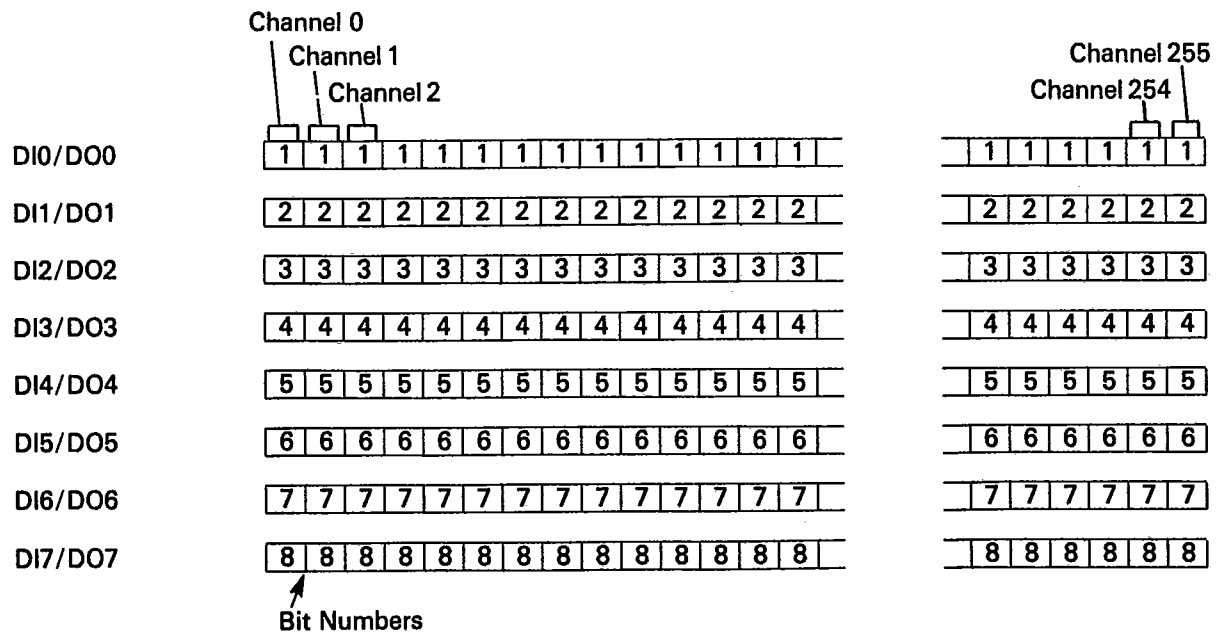 Channel 0
Channel 1
Channel 2
Channel 255
Channel 254
DI0/DO0 1 1 1 1 1 1 1 1 1 1 1 1 1 1 1 1 1 1 1 1
DI1/DO1 2 2 2 2 2 2 2 2 2 2 2 2 2 2 2 2 2 2 2 2
DI2/DO2 3 3 3 3 3 3 3 3 3 3 3 3 3 3 3 3 3 3 3 3
DI3/DO3 4 4 4 4 4 4 4 4 4 4 4 4 4 4 4 4 4 4 4 4
DI4/DO4 5 5 5 5 5 5 5 5 5 5 5 5 5 5 5 5 5 5 5 5
DI5/DO5 6 6 6 6 6 6 6 6 6 6 6 6 6 6 6 6 6 6 6 6
DI6/DO6 7 7 7 7 7 7 7 7 7 7 7 7 7 7 7 7 7 7 7 7
DI7/DO7 8 8 8 8 8 8 8 8 8 8 8 8 8 8 8 8 8 8 8 8
Bit Numbers